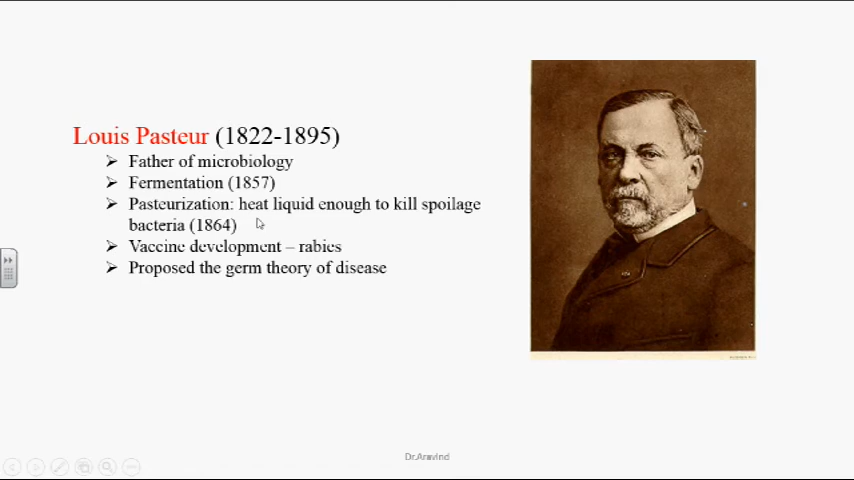 Louis Pasteur (1822-1895)
Father of microbiology
Fermentation (1857)
Pasteurization: heat liquid enough to kill spoilage
bacteria (1864)
Vaccine development – rabies
Proposed the germ theory of disease
Dr.Aravind